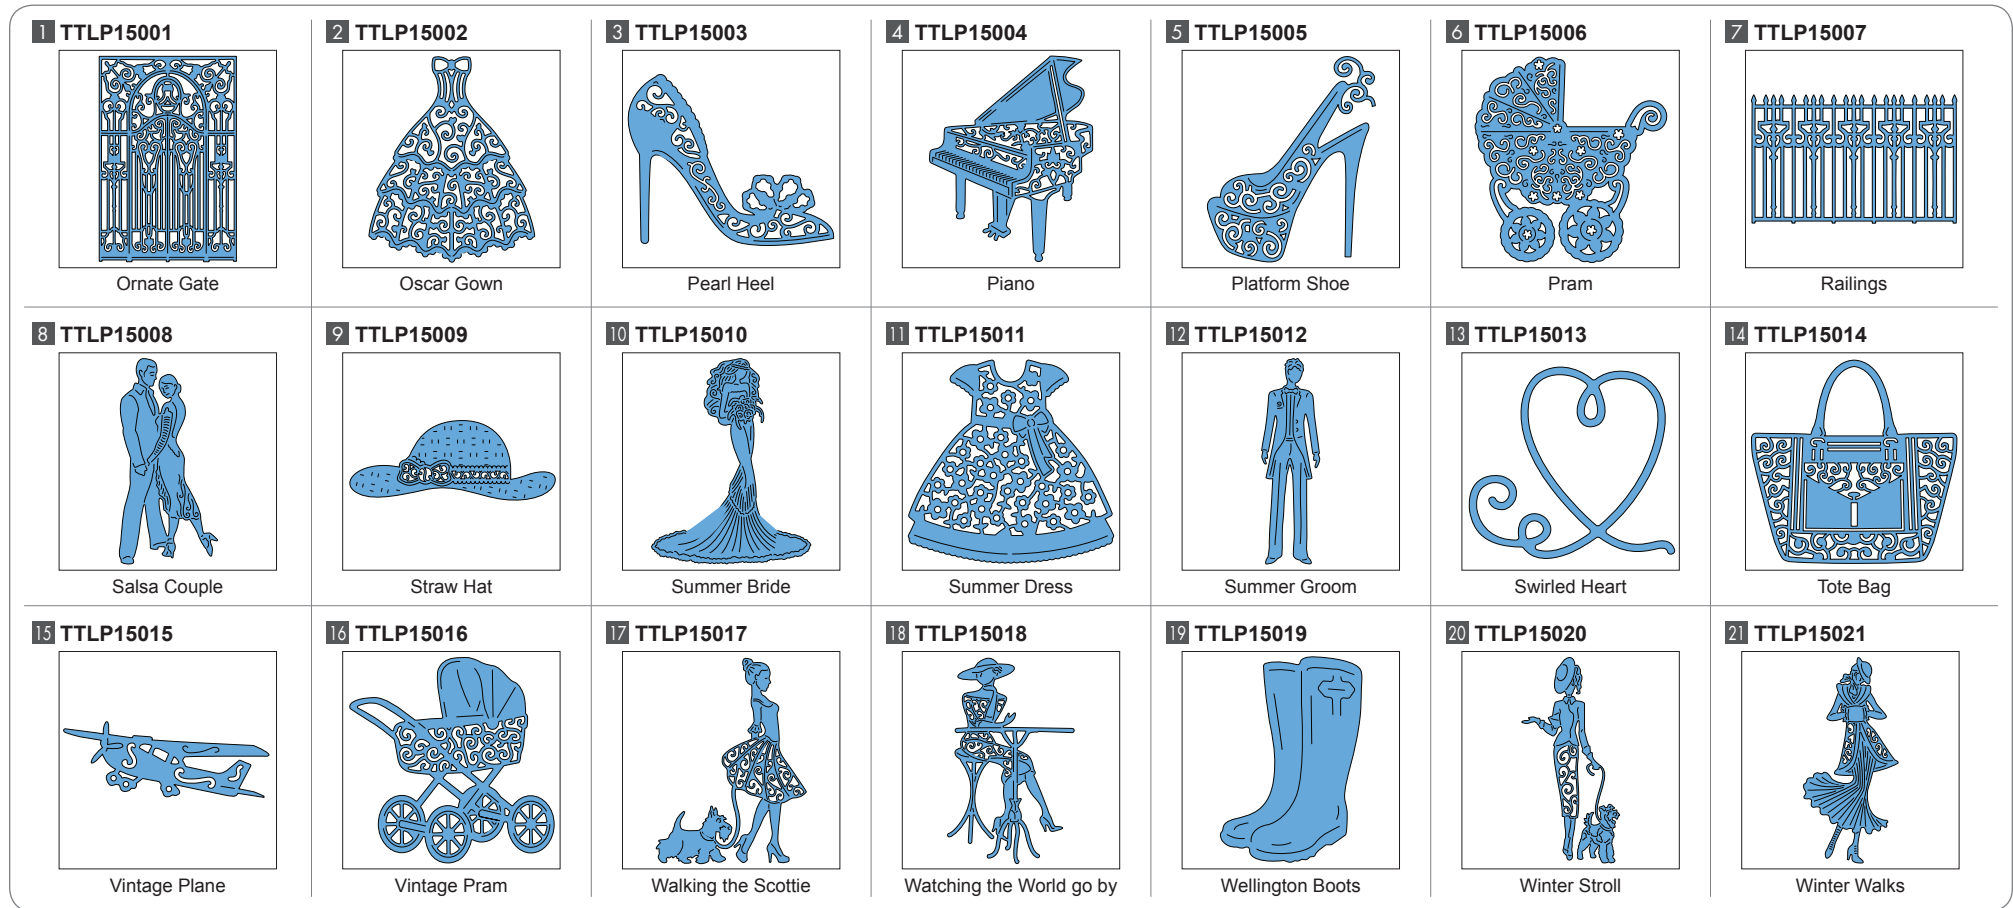 1 TTLP15001
2 TTLP15002
3 TTLP15003
4 TTLP15004
5 TTLP15005
6 TTLP15006
7 TTLP15007
Ornate Gate
Oscar Gown
Pearl Heel
Piano
Platform Shoe
Pram
Railings
8 TTLP15008
9 TTLP15009
10 TTLP15010
11 TTLP15011
12 TTLP15012
13 TTLP15013
14 TTLP15014
Salsa Couple
Straw Hat
Summer Bride
Summer Dress
Summer Groom
Swirled Heart
Tote Bag
15 TTLP15015
16 TTLP15016
17 TTLP15017
18 TTLP15018
19 TTLP15019
20 TTLP15020
21 TTLP15021
Vintage Plane
Vintage Pram
Walking the Scottie
Watching the World go by
Wellington Boots
Winter Stroll
Winter Walks